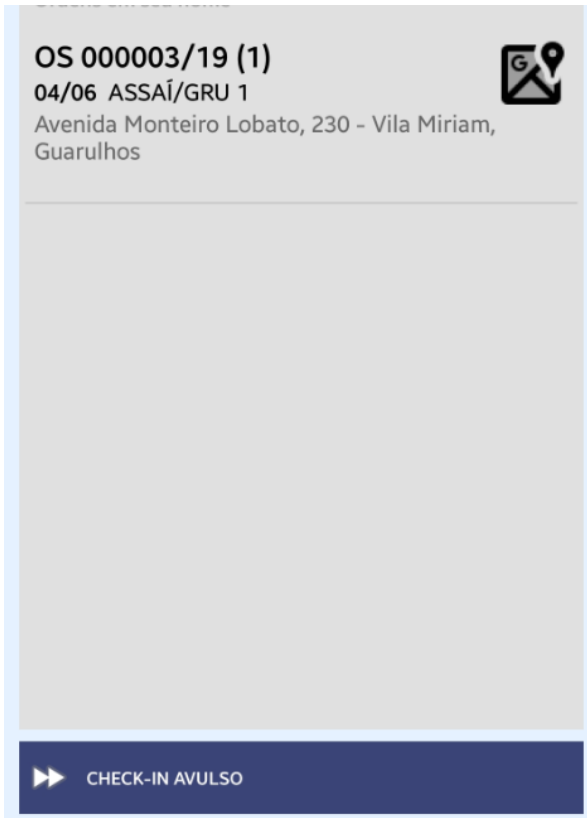 OS 000003/19 (1)
04/06 ASSAÍ/GRU 1
Avenida Monteiro Lobato, 230 - Vila Miriam,
Guarulhos
G
CHECK-IN AVULSO